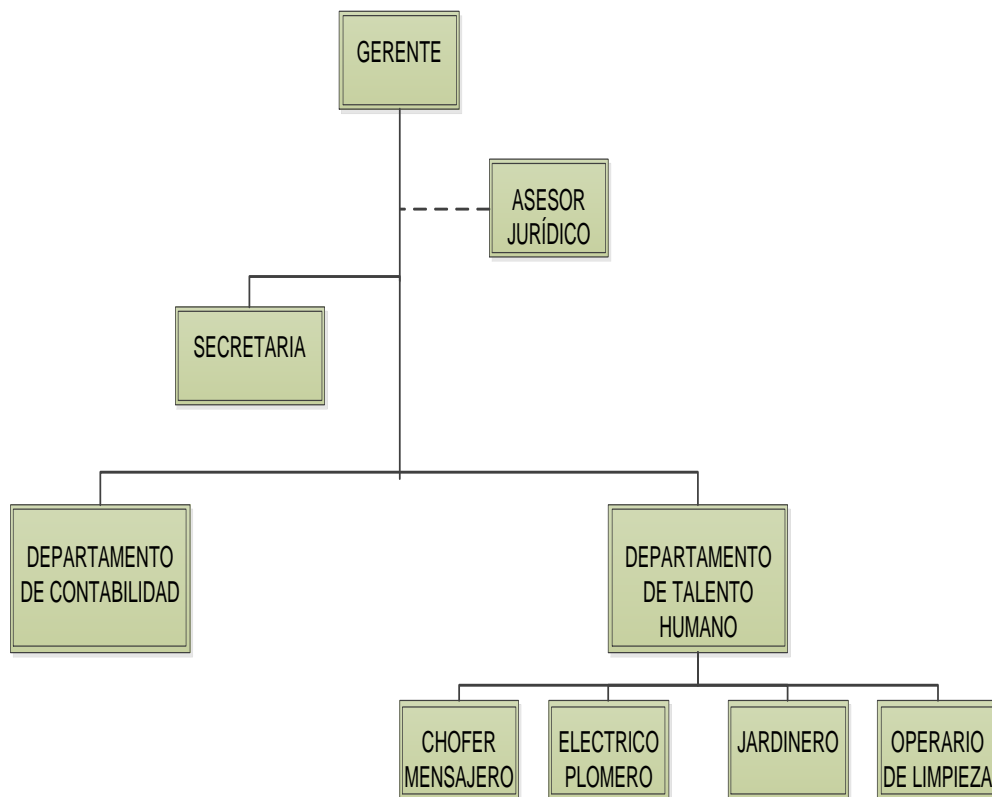 GERENTE
ASESOR
JURÍDICO
SECRETARIA
DEPARTAMENTO
DE CONTABILIDAD
DEPARTAMENTO
DE TALENTO
HUMANO
CHOFER
MENSAJERO
ELECTRICO
PLOMERO
JARDINERO
OPERARIO
DE LIMPIEZA